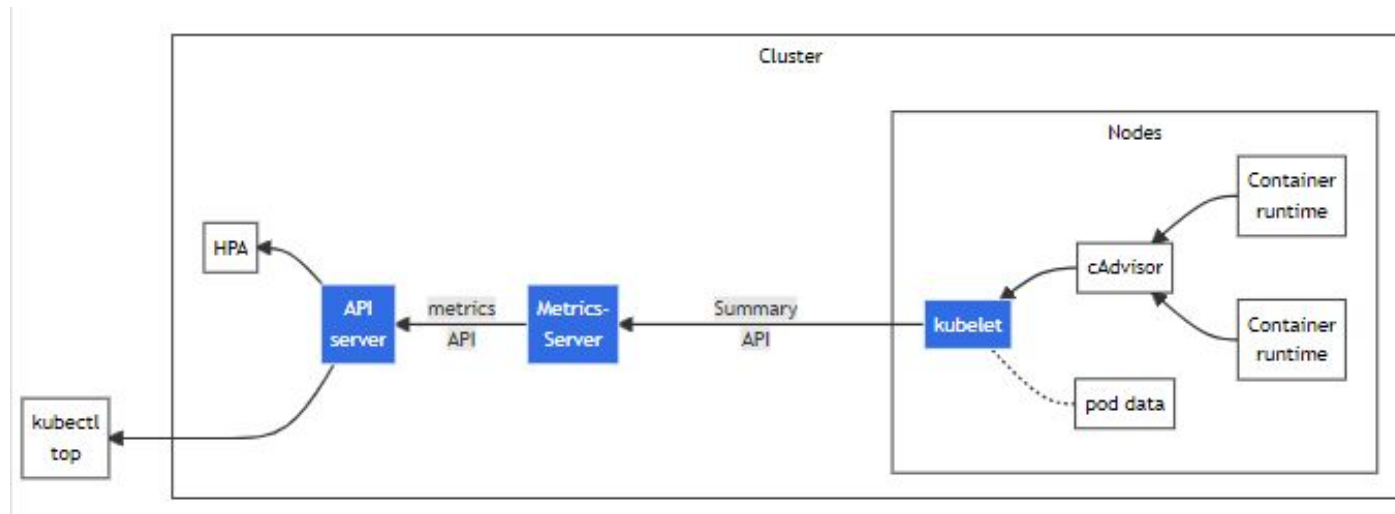 Cluster
Nodes
Container
runtime
HPA
cAdvisor
API
server
metrics
API
Metrics-
Server
Summary
API
kubelet
Container
runtime
pod data
kubectl
top